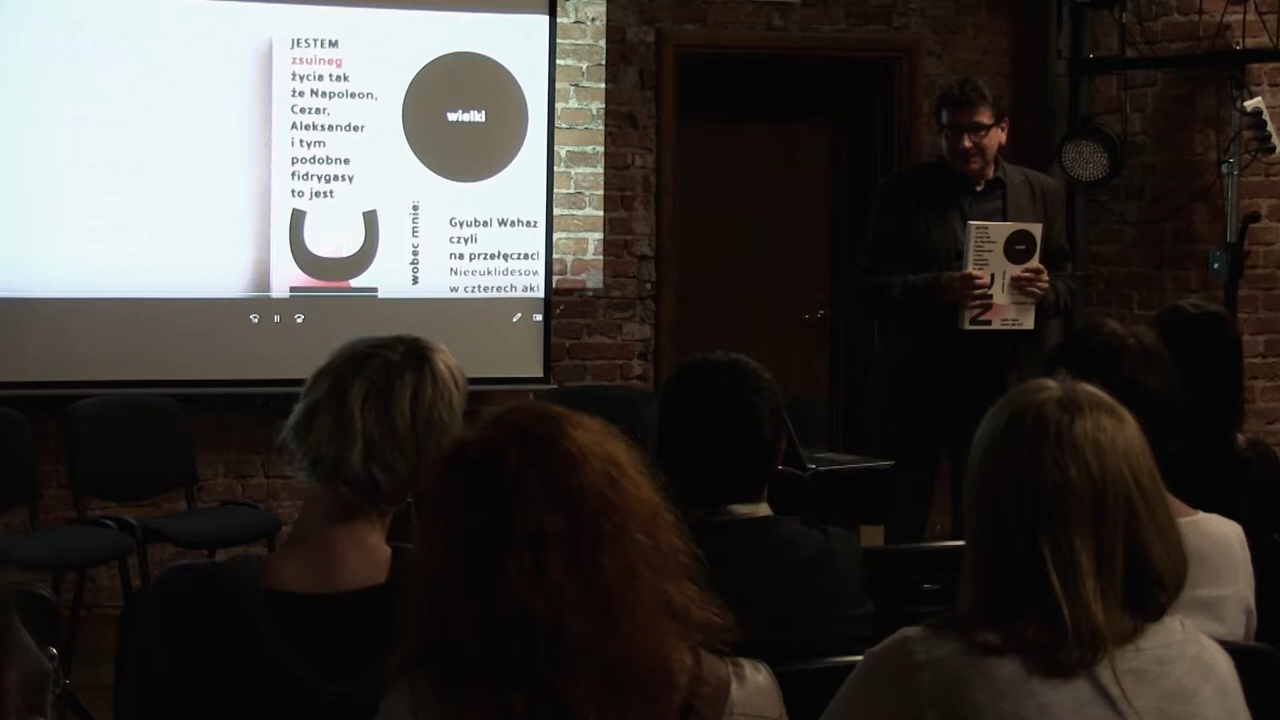 JESTEM
zsuineg
życia tak
że Napoleon,
Cezar,
Aleksander
i tym
podobne
fidrygasy
to jest
wielki
wobec mnie:
Gyubal Wahaz
czyli
na przełęczac
Nieeuklidesow
w czterech akt